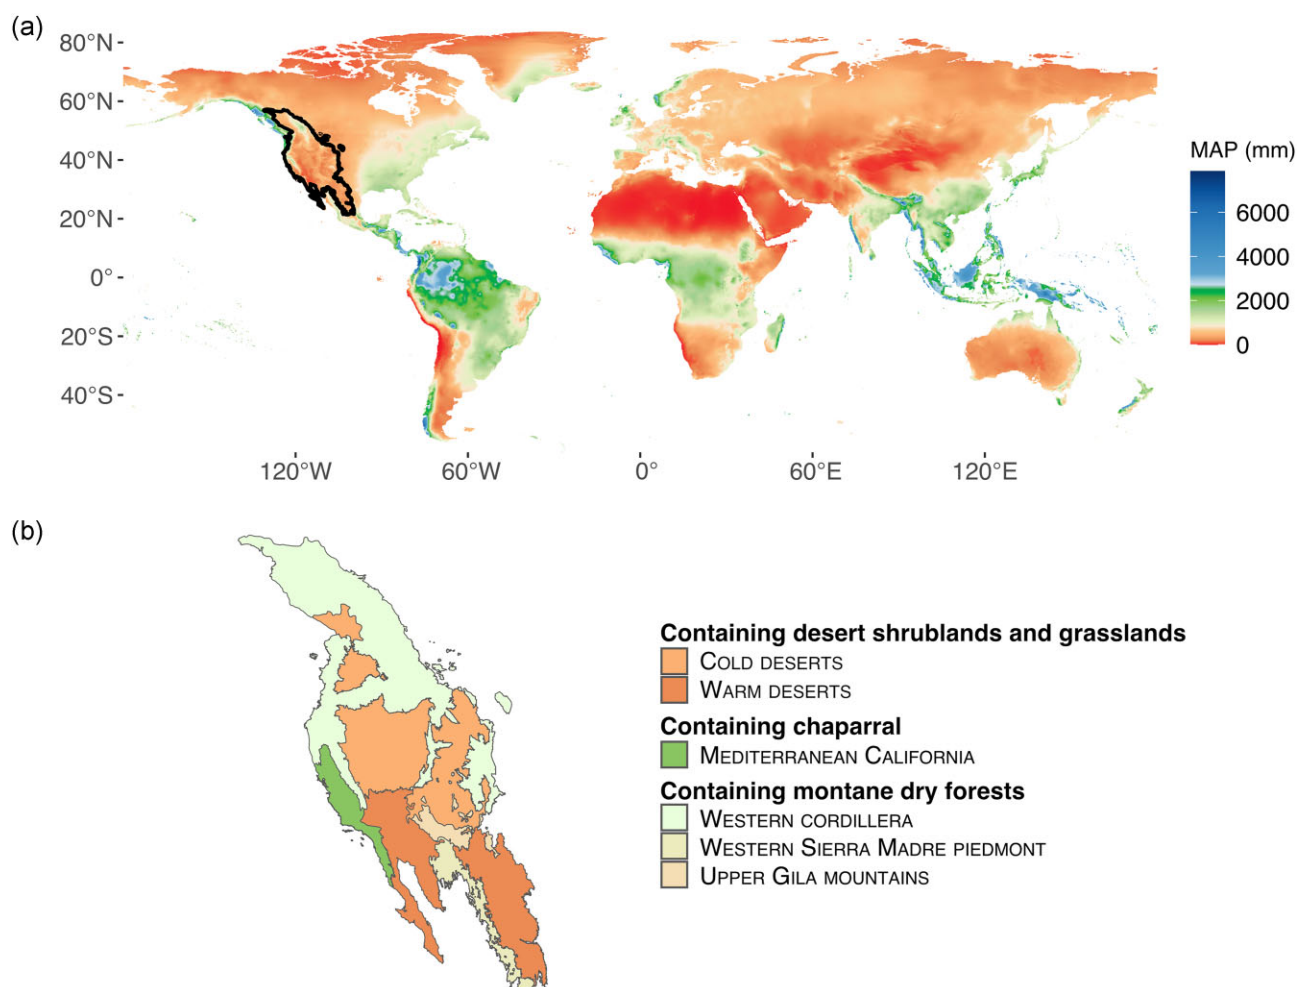 (a)
80°N
60°N
40°N
20°N
0°
20°S
40°S
120°W 60°W 0° 60°E 120°E
MAP (mm)
6000
4000
2000
0
(b)
Containing desert shrublands and grasslands
COLD DESERTS
WARM DESERTS
Containing chaparral
MEDITERRANEAN CALIFORNIA
Containing montane dry forests
WESTERN CORDILLERA
WESTERN SIERRA MADRE PIEDMONT
UPPER GILA MOUNTAINS